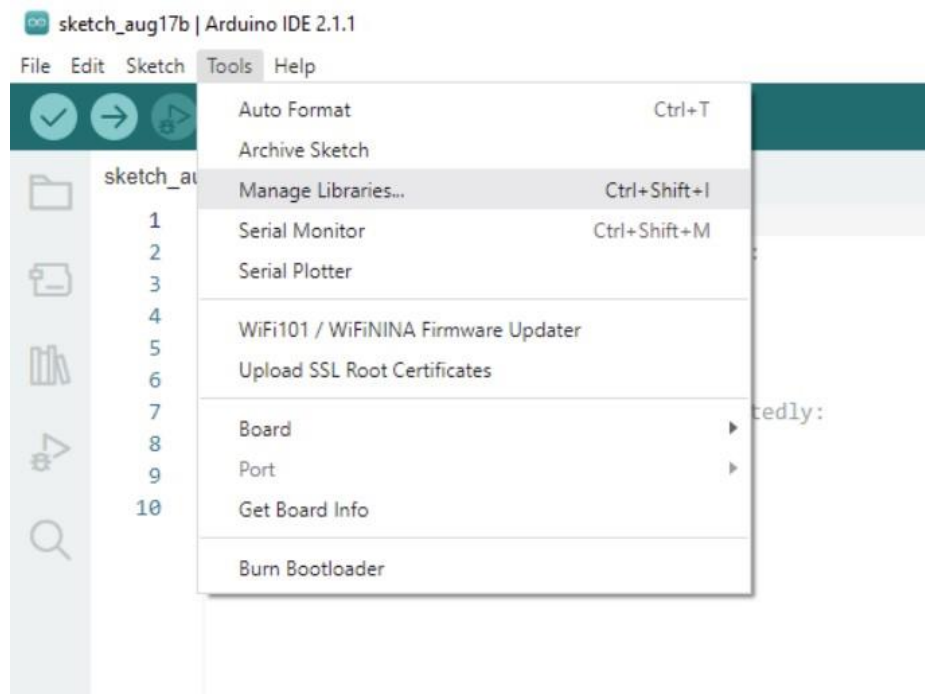 sketch_aug17b | Arduino IDE 2.1.1
File Edit Sketch Tools Help
Auto Format Ctrl+T
Archive Sketch
sketch_au
Manage Libraries... Ctrl+Shift+I
1
Serial Monitor Ctrl+Shift+M
2 :
Serial Plotter
3
4
WiFi101 / WiFiNINA Firmware Updater
5
Upload SSL Root Certificates
6
7 tedly:
Board
8
Port
9
10
Get Board Info
Burn Bootloader